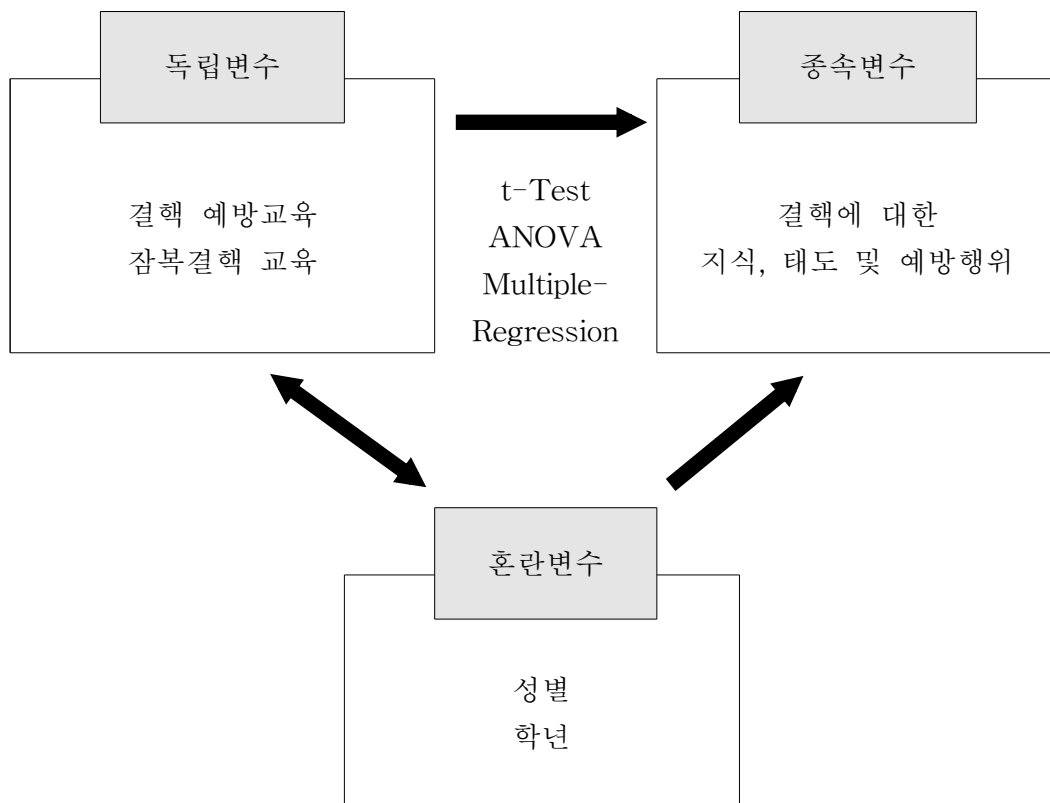 독립변수
결핵 예방교육
잠복결핵 교육
t-Test
ANOVA
Multiple-
Regression
종속변수
결핵에 대한
지식, 태도 및 예방행위
혼란변수
성별
학년